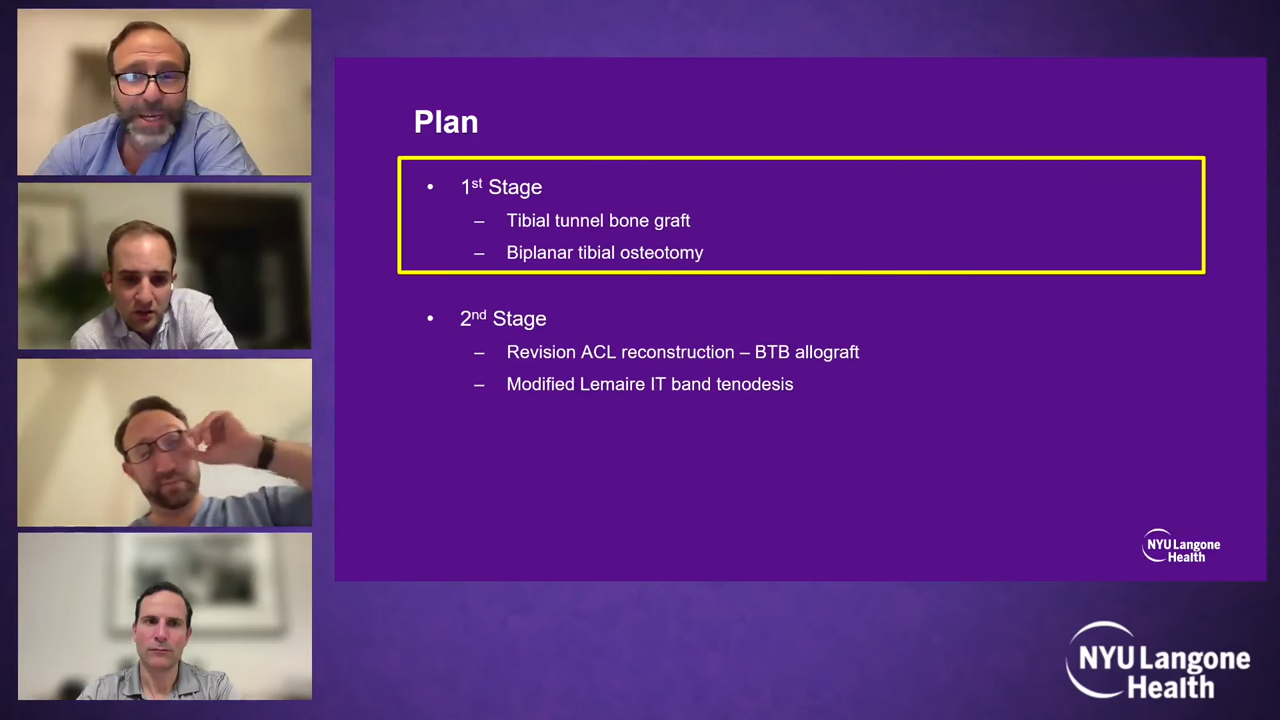 Plan
• 1st Stage
– Tibial tunnel bone graft
– Biplanar tibial osteotomy
• 2nd Stage
– Revision ACL reconstruction – BTB allograft
– Modified Lemaire IT band tenodesis
NYU Langone
Health
NYU Langone
Health